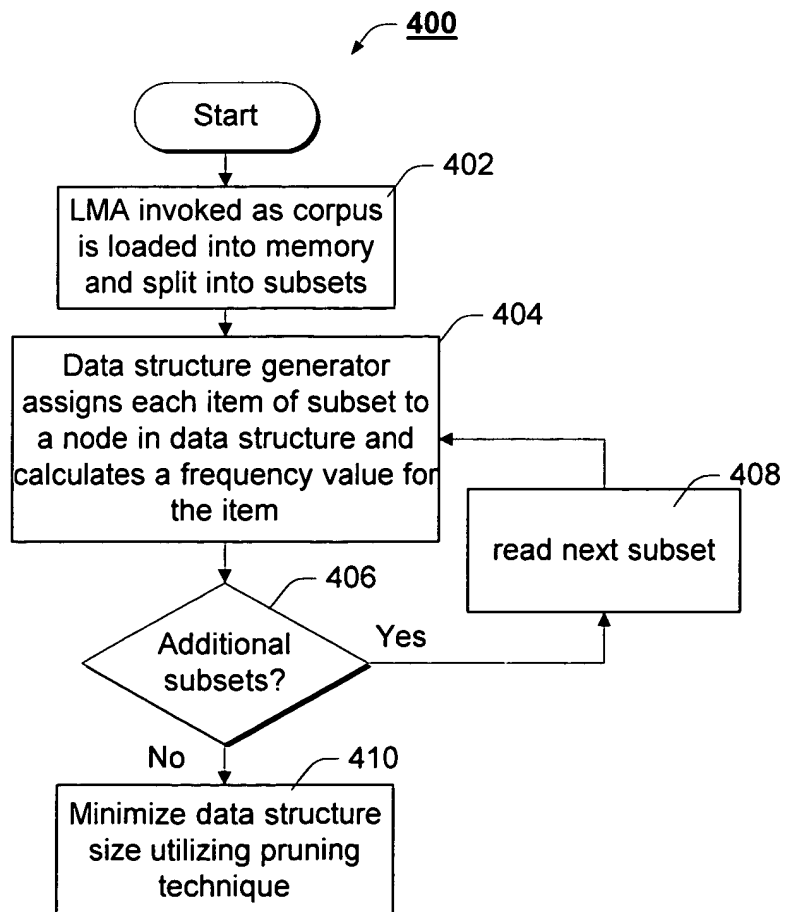 400
Start
402
LMA invoked as corpus
is loaded into memory
and split into subsets
404
Data structure generator
assigns each item of subset to
a node in data structure and
calculates a frequency value for
the item
408
read next subset
406
Additional
subsets?
Yes
No
410
Minimize data structure
size utilizing pruning
technique